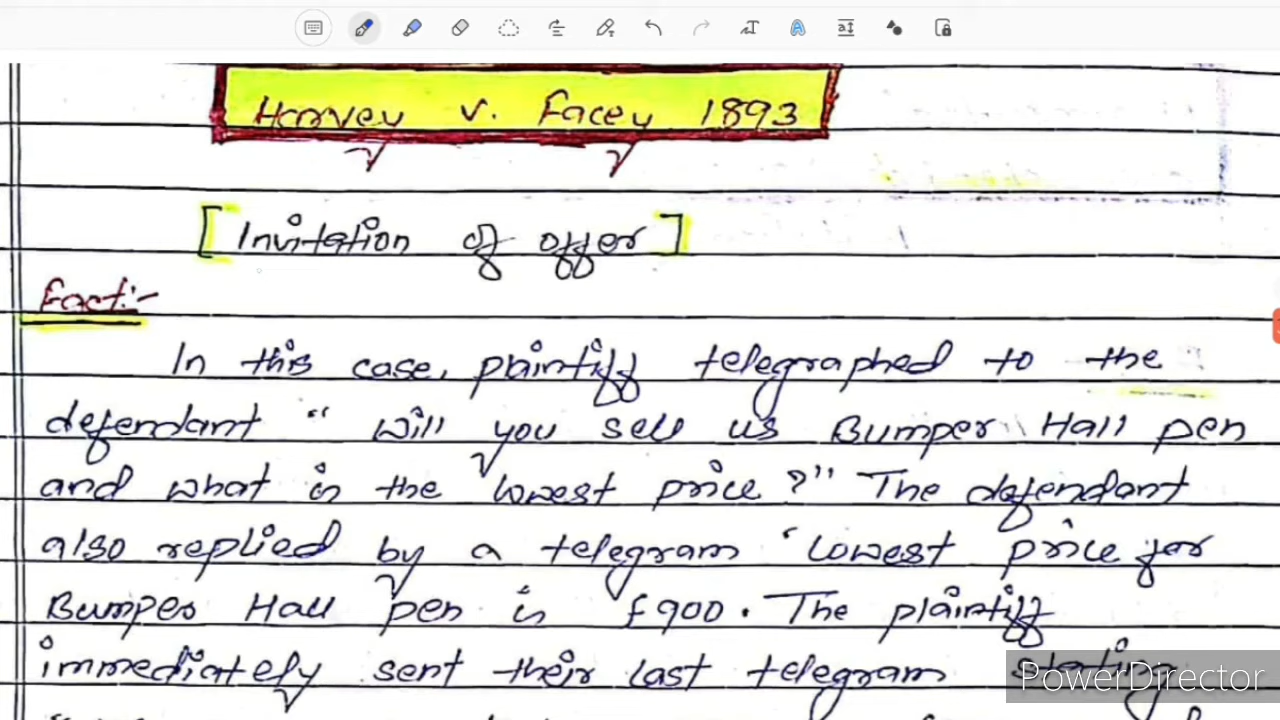 Harvey v. Facey 1893
[Invitation of offer]
Fact:-
In this case, plaintiff telegraphed to the
defendant "Will you sell us Bumper Hall pen
and what is the lowest price?" The defendant
also replied by a telegram 'lowest price for
Bumper Hall pen is £900. The plaintiff
immediately sent their last telegram stating
PowerDirector